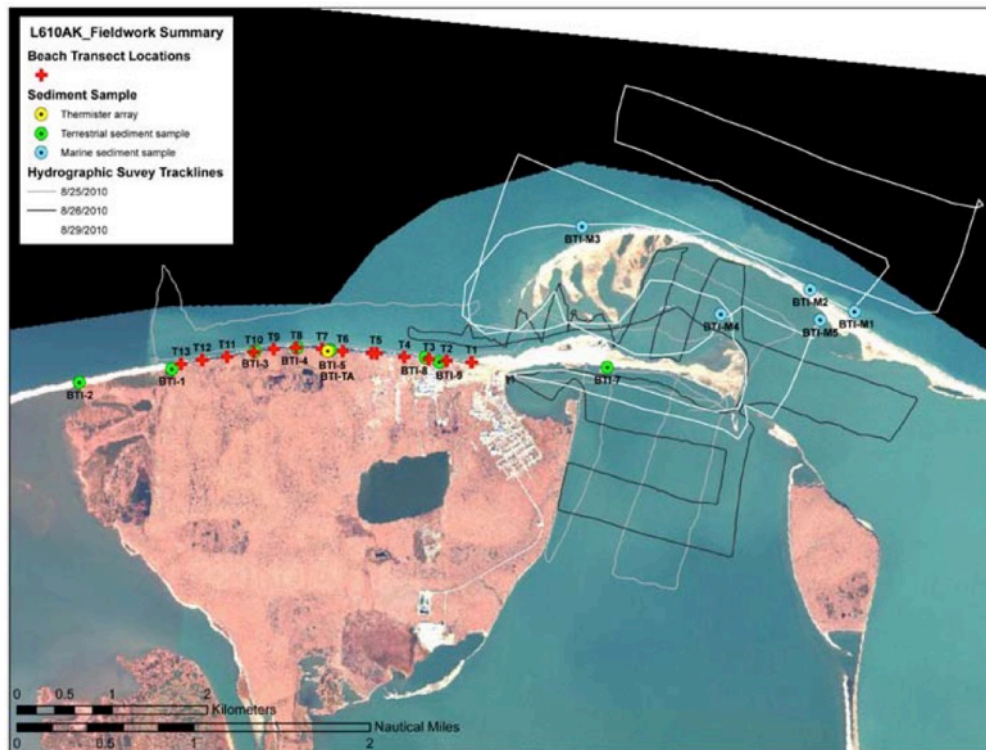 L610AK_Fieldwork Summary
Beach Transect Locations
Sediment Sample
Thermister array
Terrestrial sediment sample
Marine sediment sample
Hydrographic Suvey Tracklines
8/25/2010
8/26/2010
8/29/2010
BTI-M3
BTI-M2
BTI-M1
BTI-M4
BTI-M5
T13
T12
T11
T10
T9
T8
T7
T6
T5
T4
T3
T2
T1
BTI-2
BTI-1
BTI-3
BTI-4
BTI-5
BTI-TA
BTI-8
BTI-9
BTI-7
0 0.5 1 2
Kilometers
Nautical Miles
0 0.5 1 2